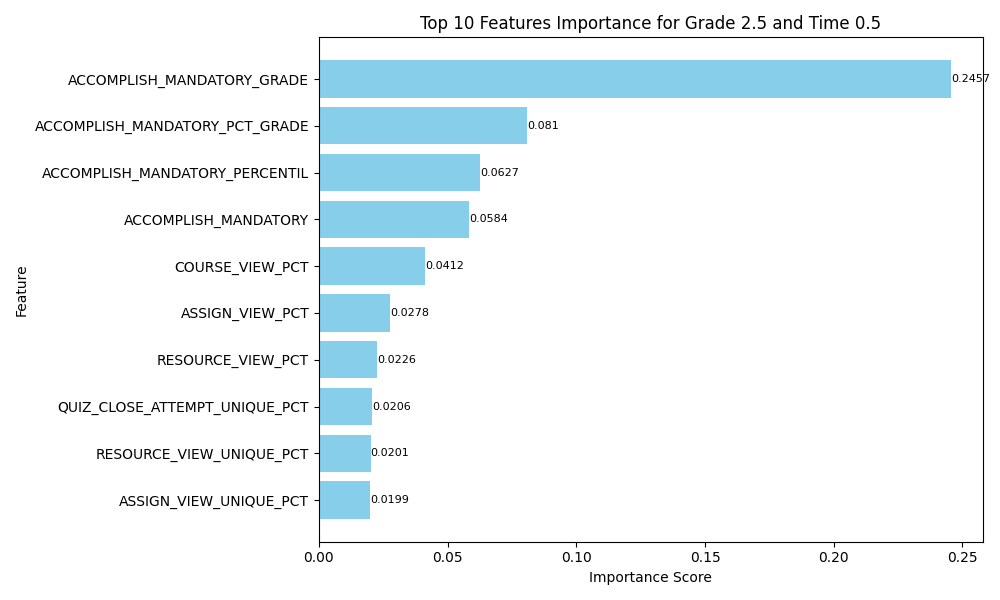 Top 10 Features Importance for Grade 2.5 and Time 0.5
Feature
ACCOMPLISH_MANDATORY_GRADE 0.2457
ACCOMPLISH_MANDATORY_PCT_GRADE 0.081
ACCOMPLISH_MANDATORY_PERCENTIL 0.0627
ACCOMPLISH_MANDATORY 0.0584
COURSE_VIEW_PCT 0.0412
ASSIGN_VIEW_PCT 0.0278
RESOURCE_VIEW_PCT 0.0226
QUIZ_CLOSE_ATTEMPT_UNIQUE_PCT 0.0206
RESOURCE_VIEW_UNIQUE_PCT 0.0201
ASSIGN_VIEW_UNIQUE_PCT 0.0199
0.00 0.05 0.10 0.15 0.20 0.25
Importance Score